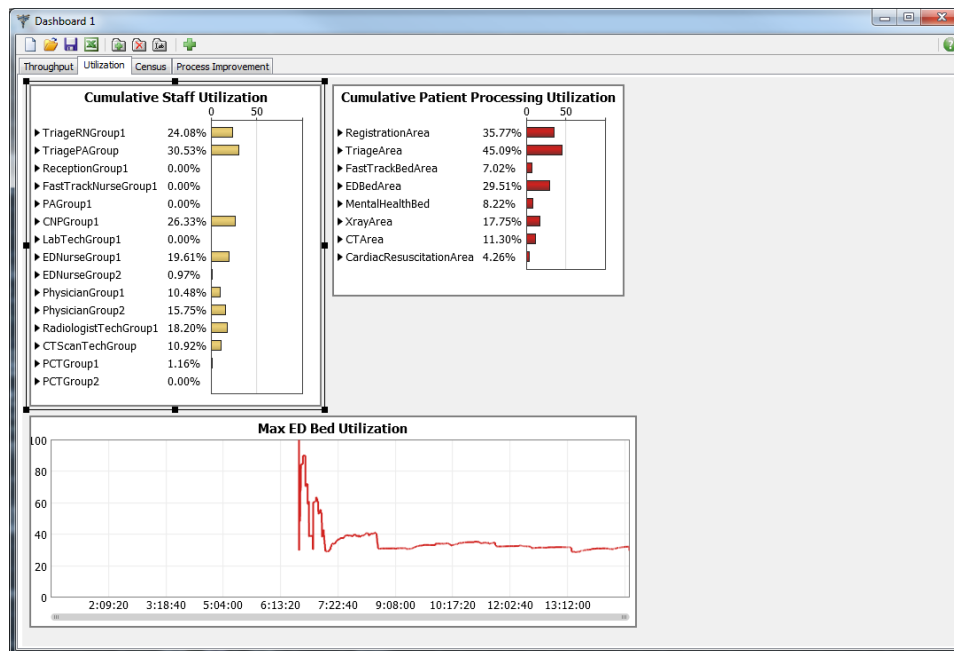 Dashboard 1
Lab
Throughput Utilization Census Process Improvement
Cumulative Staff Utilization
0 50
TriageRNGroup1 24.08%
TriagePAGroup 30.53%
ReceptionGroup1 0.00%
FastTrackNurseGroup1 0.00%
PAGroup1 0.00%
CNPGroup1 26.33%
LabTechGroup1 0.00%
EDNurseGroup1 19.61%
EDNurseGroup2 0.97%
PhysicianGroup1 10.48%
PhysicianGroup2 15.75%
RadiologistTechGroup1 18.20%
CTScanTechGroup 10.92%
PCTGroup1 1.16%
PCTGroup2 0.00%
Cumulative Patient Processing Utilization
0 50
RegistrationArea 35.77%
TriageArea 45.09%
FastTrackBedArea 7.02%
EDBedArea 29.51%
MentalHealthBed 8.22%
XrayArea 17.75%
CTArea 11.30%
CardiacResuscitationArea 4.26%
Max ED Bed Utilization
100
80
60
40
20
0
2:09:20 3:18:40 5:04:00 6:13:20 7:22:40 9:08:00 10:17:20 12:02:40 13:12:00